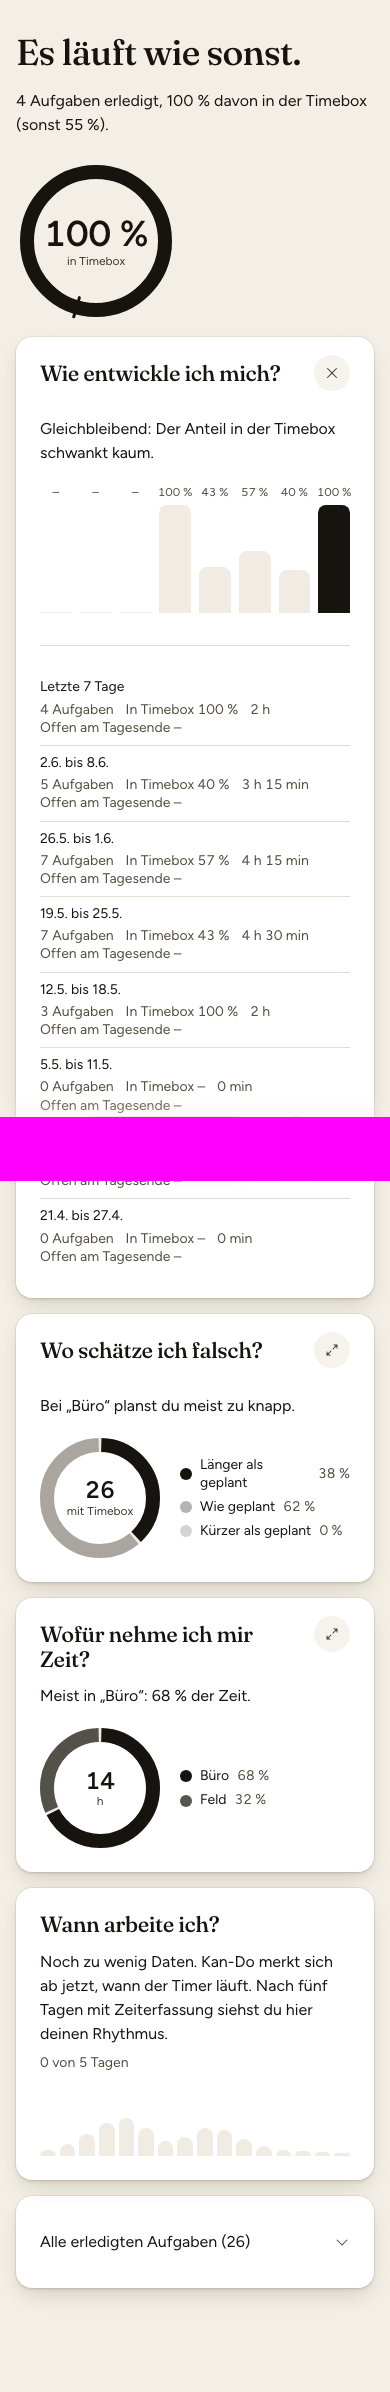 Es läuft wie sonst.
4 Aufgaben erledigt, 100 % davon in der Timebox
(sonst 55 %).
100 %
in Timebox
Wie entwickle ich mich?
Gleichbleibend: Der Anteil in der Timebox
schwankt kaum.
– – – 100 % 43 % 57 % 40 % 100 %
Letzte 7 Tage
4 Aufgaben In Timebox 100 % 2 h
Offen am Tagesende –
2.6. bis 8.6.
5 Aufgaben In Timebox 40 % 3 h 15 min
Offen am Tagesende –
26.5. bis 1.6.
7 Aufgaben In Timebox 57 % 4 h 15 min
Offen am Tagesende –
19.5. bis 25.5.
7 Aufgaben In Timebox 43 % 4 h 30 min
Offen am Tagesende –
12.5. bis 18.5.
3 Aufgaben In Timebox 100 % 2 h
Offen am Tagesende –
5.5. bis 11.5.
0 Aufgaben In Timebox – 0 min
Offen am Tagesende –
Offen am Tagesende –
21.4. bis 27.4.
0 Aufgaben In Timebox – 0 min
Offen am Tagesende –
Wo schätze ich falsch?
Bei „Büro“ planst du meist zu knapp.
26
mit Timebox
Länger als
geplant 38 %
Wie geplant 62 %
Kürzer als geplant 0 %
Wofür nehme ich mir
Zeit?
Meist in „Büro“: 68 % der Zeit.
14
h
Büro 68 %
Feld 32 %
Wann arbeite ich?
Noch zu wenig Daten. Kan-Do merkt sich
ab jetzt, wann der Timer läuft. Nach fünf
Tagen mit Zeiterfassung siehst du hier
deinen Rhythmus.
0 von 5 Tagen
Alle erledigten Aufgaben (26)